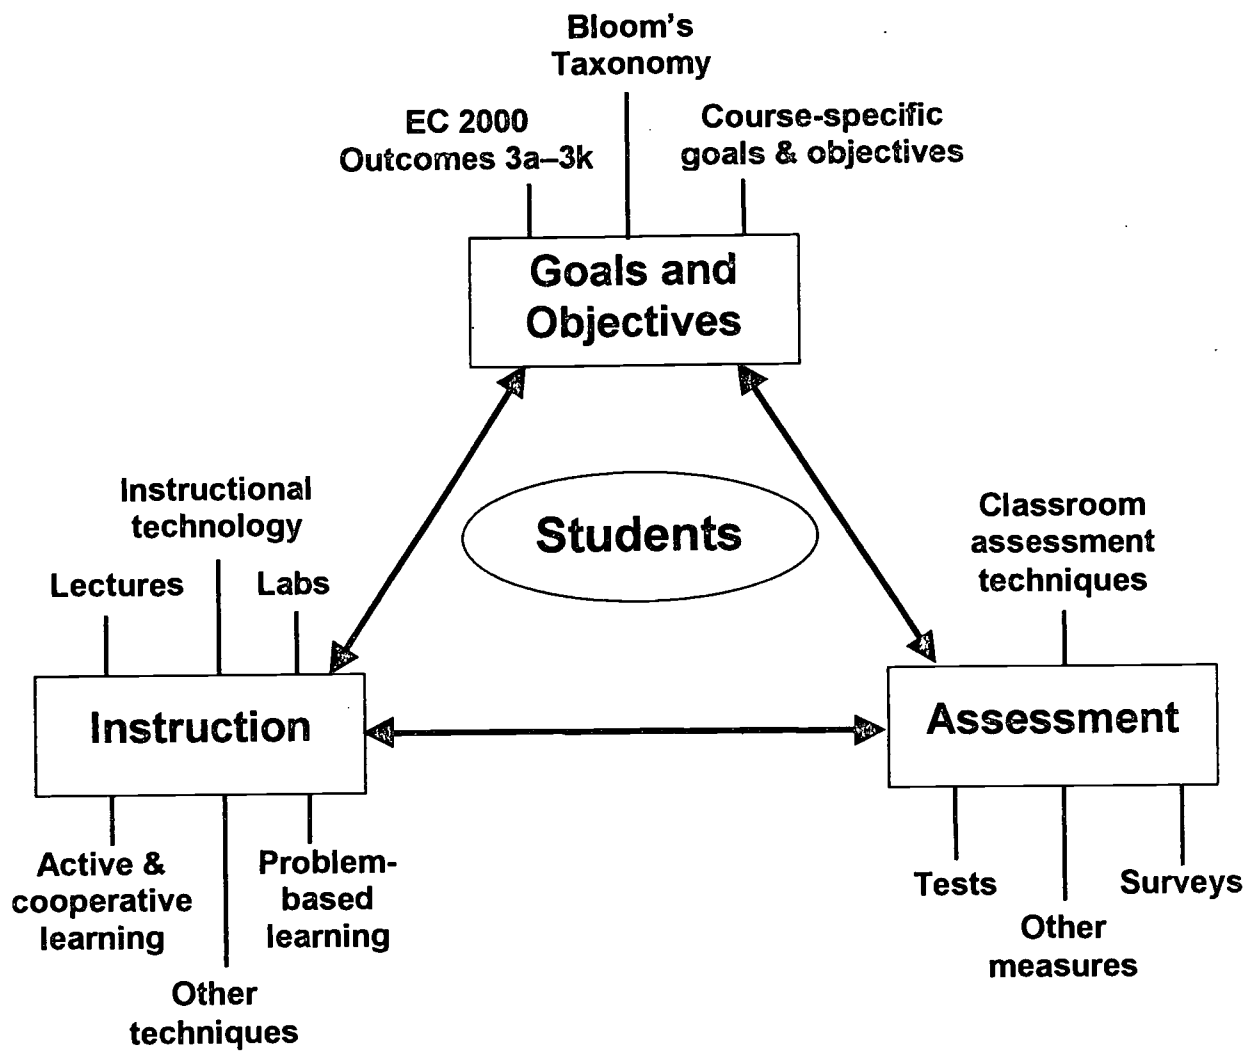 Bloom's
Taxonomy
EC 2000
Outcomes 3a–3k
Course-specific
goals & objectives
Goals and
Objectives
Students
Instructional
technology
Lectures
Labs
Instruction
Active &
cooperative
learning
Problem-
based
learning
Other
techniques
Classroom
assessment
techniques
Assessment
Tests
Surveys
Other
measures